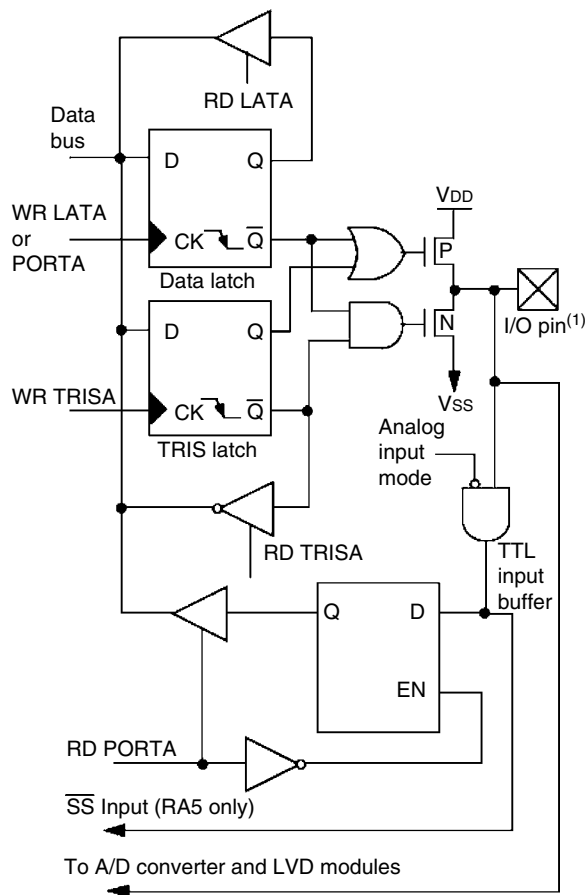 RD LATA
Data
bus
D
Q
WR LATA
or
PORTA
CK
Q̅
VDD
P
Data latch
I/O pin(1)
N
D
Q
WR TRISA
CK
Q̅
VSS
TRIS latch
Analog
input
mode
RD TRISA
TTL
input
buffer
Q
D
EN
RD PORTA
S̅S̅ Input (RA5 only)
To A/D converter and LVD modules